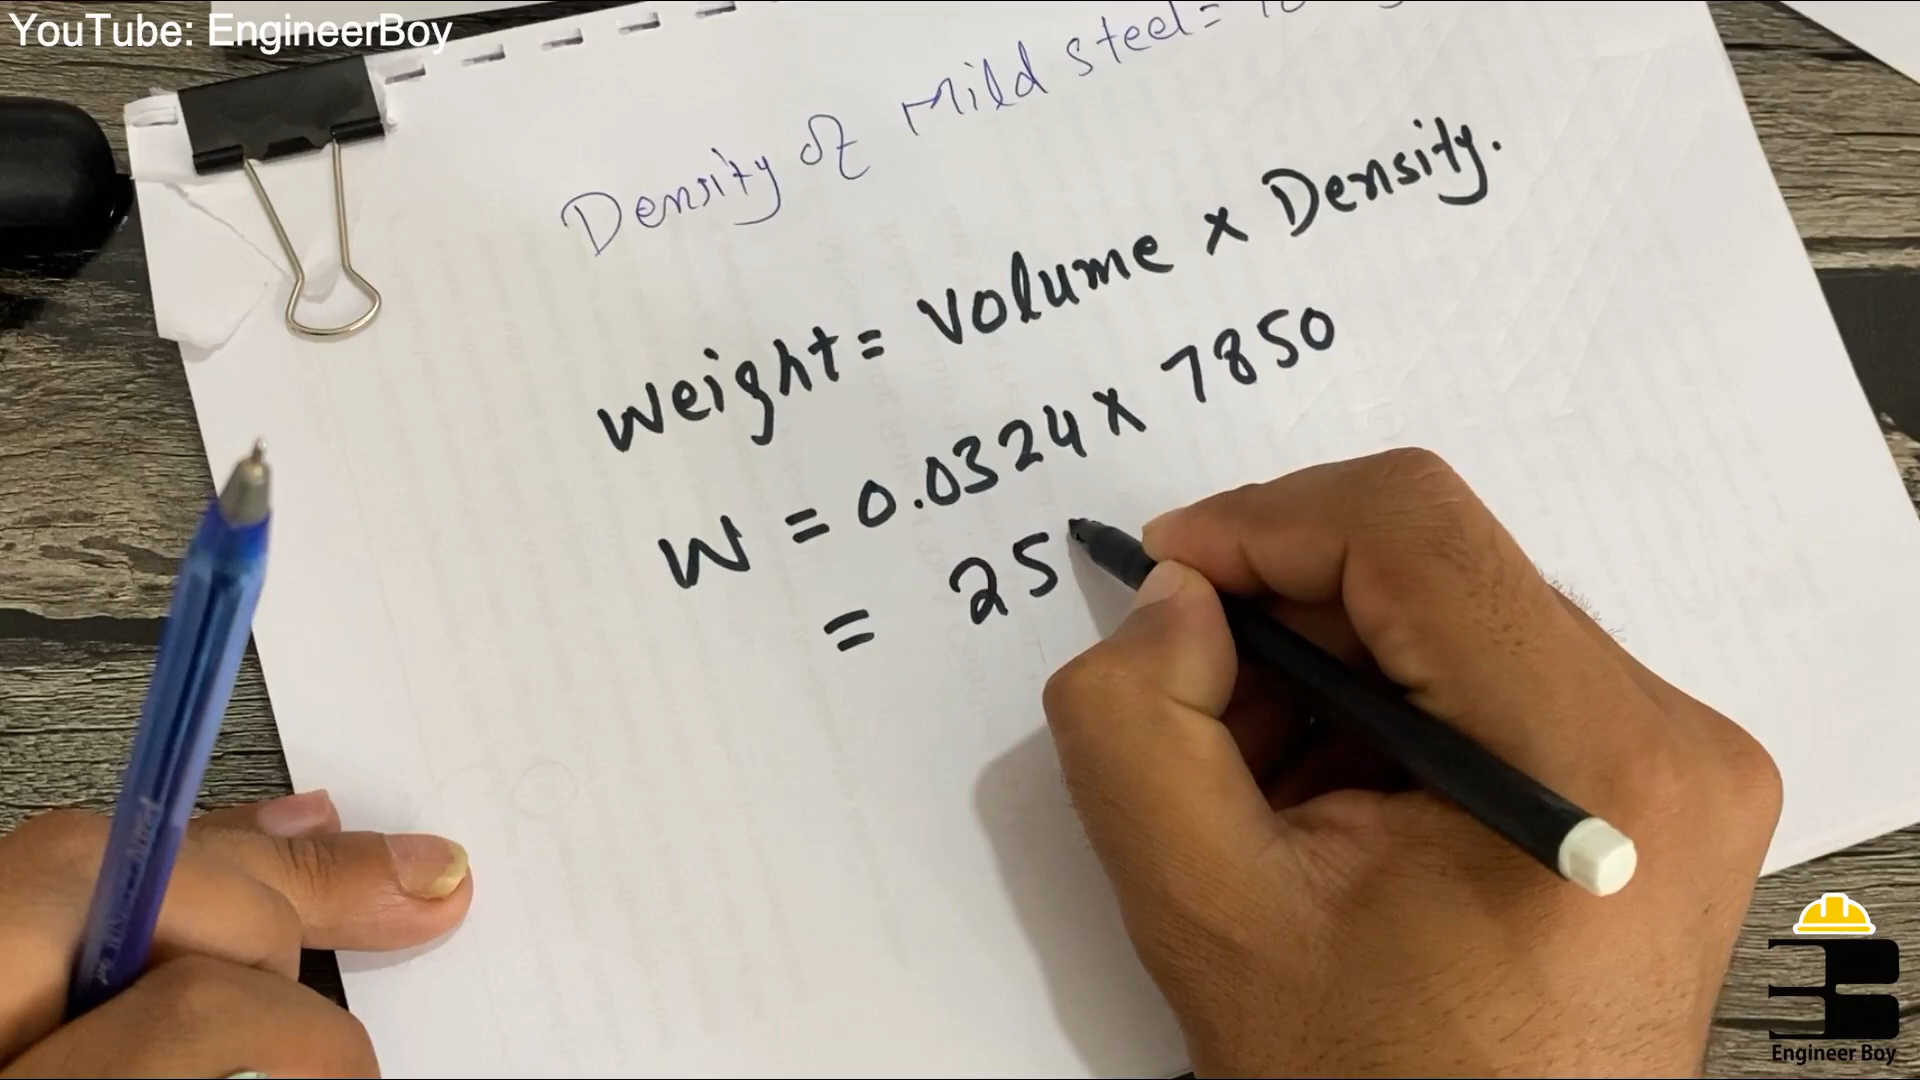 YouTube: EngineerBoy
Density of Mild steel=
Weight = Volume × Density.
W = 0.0324 × 7850
= 25
Engineer Boy